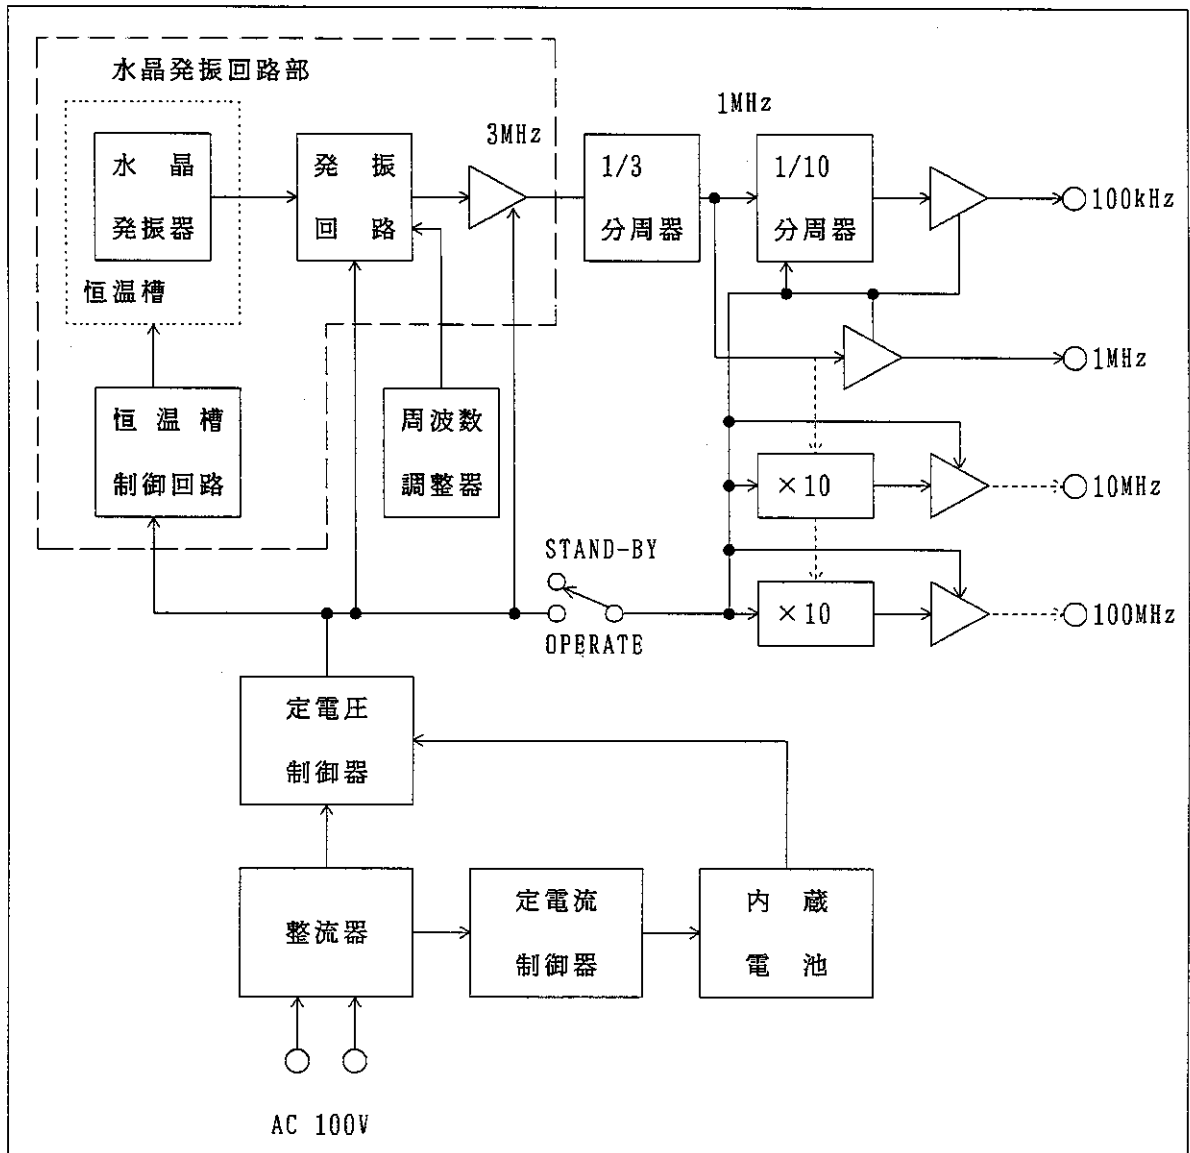 水晶発振回路部
水晶
発振器
恒温槽
発振
回路
3MHz
1/3
分周器
1MHz
1/10
分周器
100kHz
1MHz
恒温槽
制御回路
周波数
調整器
×10
10MHz
STAND-BY
OPERATE
×10
100MHz
定電圧
制御器
整流器
定電流
制御器
内蔵
電池
AC 100V